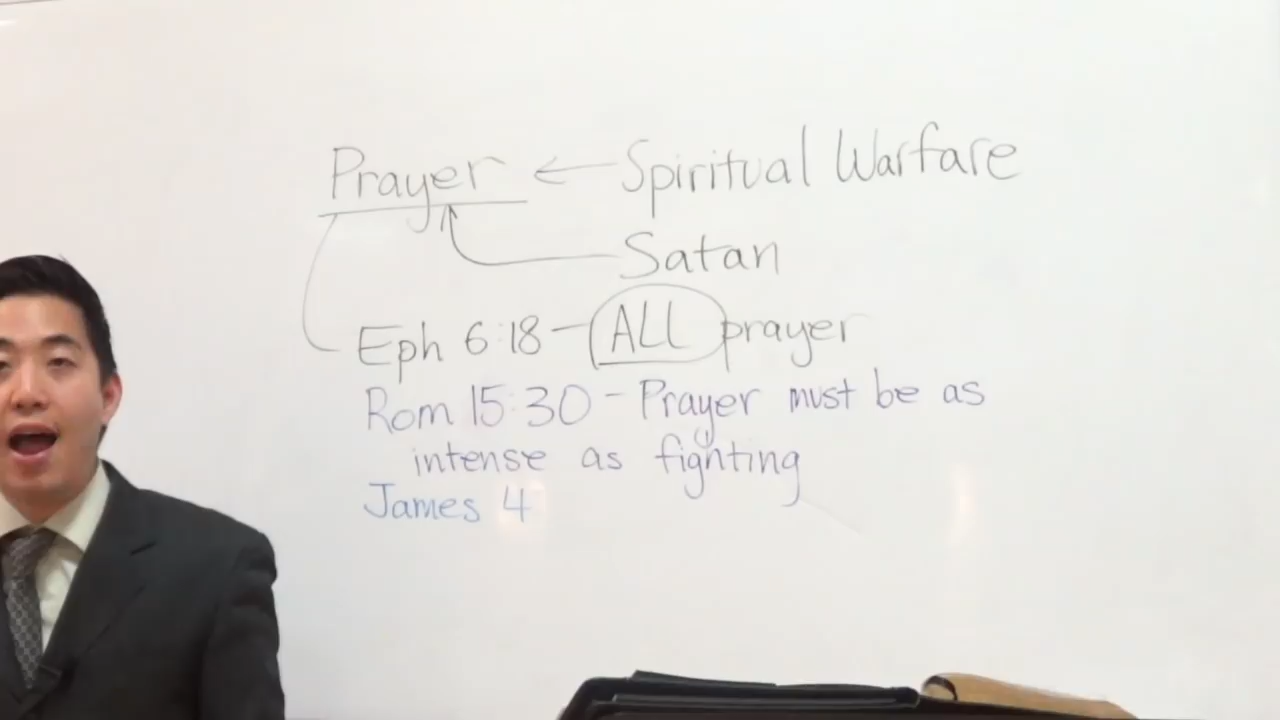 Prayer ← Spiritual Warfare
Satan
Eph 6:18 - ALL prayer
Rom 15:30 - Prayer must be as
intense as fighting
James 4